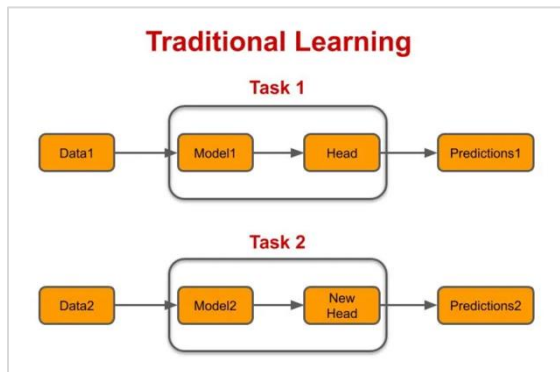 Traditional Learning
Task 1
Data1
Model1
Head
Predictions1
Task 2
Data2
Model2
New
Head
Predictions2